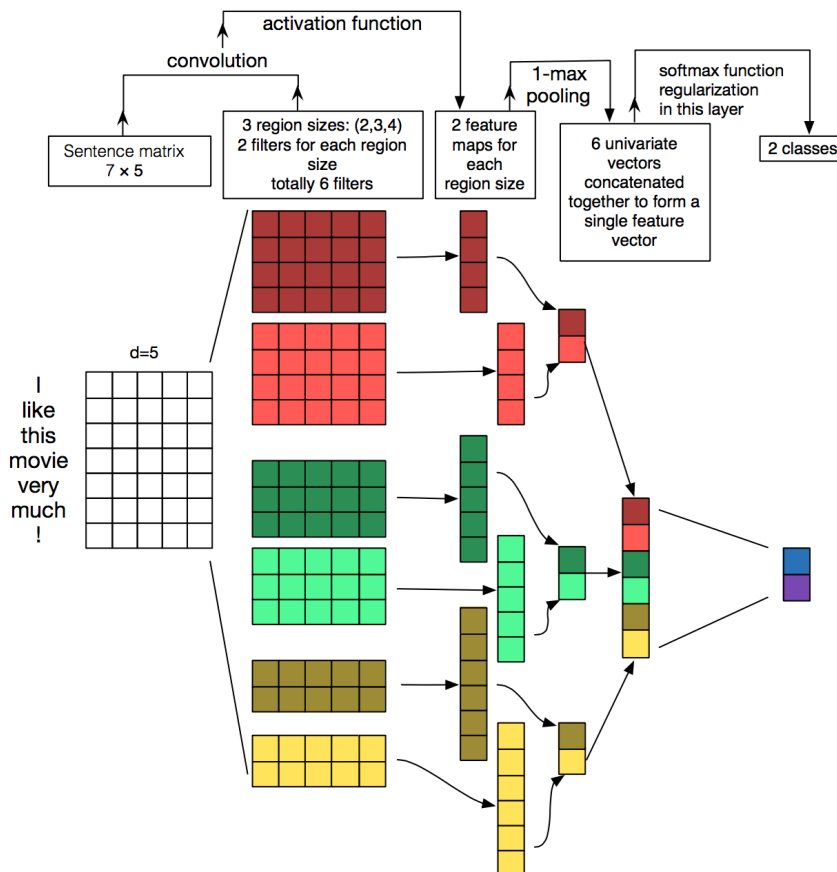 activation function
convolution
1-max
pooling
softmax function
regularization
in this layer
Sentence matrix
7 × 5
3 region sizes: (2,3,4)
2 filters for each region
size
totally 6 filters
2 feature
maps for
each
region size
6 univariate
vectors
concatenated
together to form a
single feature
vector
2 classes
d=5
I
like
this
movie
very
much
!